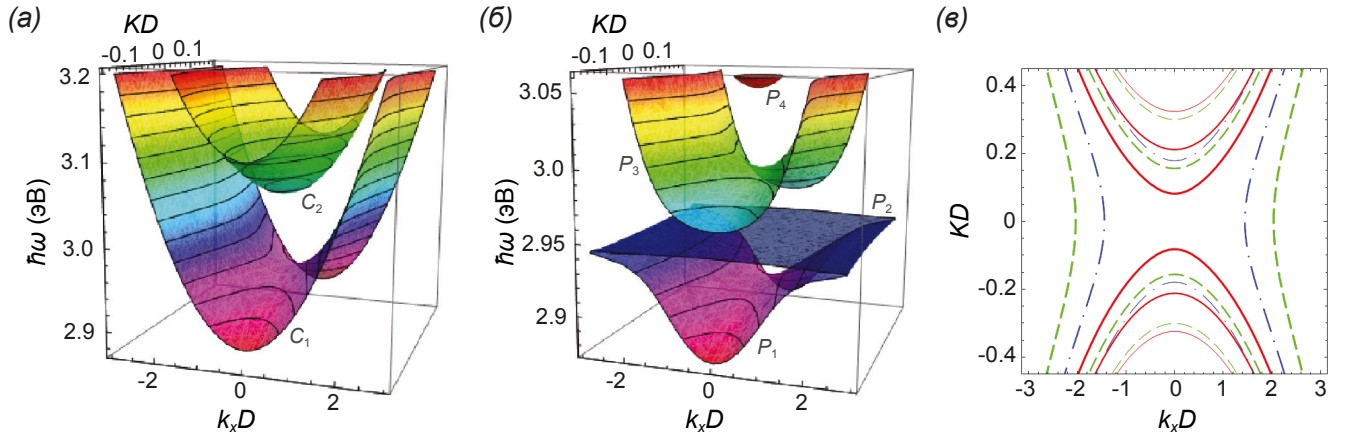 (а)
KD
-0.1 0 0.1
3.2
3.1
3.0
2.9
ħω (эВ)
C2
C1
-2 0 2
kxD
(б)
KD
-0.1 0 0.1
3.05
3.0
2.95
2.9
ħω (эВ)
P4
P3
P2
P1
-2 0 2
kxD
(в)
0.4
0.2
0
-0.2
-0.4
KD
-3 -2 -1 0 1 2 3
kxD